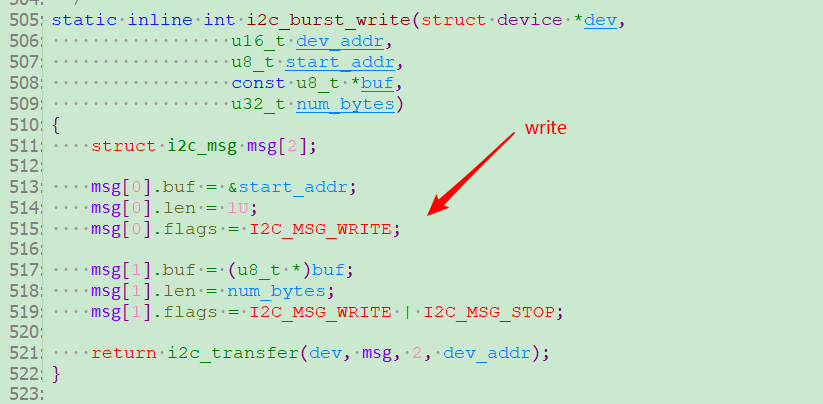 504:  */
505: static inline int i2c_burst_write(struct device *dev,
506:                   u16_t dev_addr,
507:                   u8_t start_addr,
508:                   const u8_t *buf,
509:                   u32_t num_bytes)
510: {
511:     struct i2c_msg msg[2];
512:
513:     msg[0].buf = &start_addr;
514:     msg[0].len = 1U;
515:     msg[0].flags = I2C_MSG_WRITE;
516:
517:     msg[1].buf = (u8_t *)buf;
518:     msg[1].len = num_bytes;
519:     msg[1].flags = I2C_MSG_WRITE | I2C_MSG_STOP;
520:
521:     return i2c_transfer(dev, msg, 2, dev_addr);
522: }
523:
write